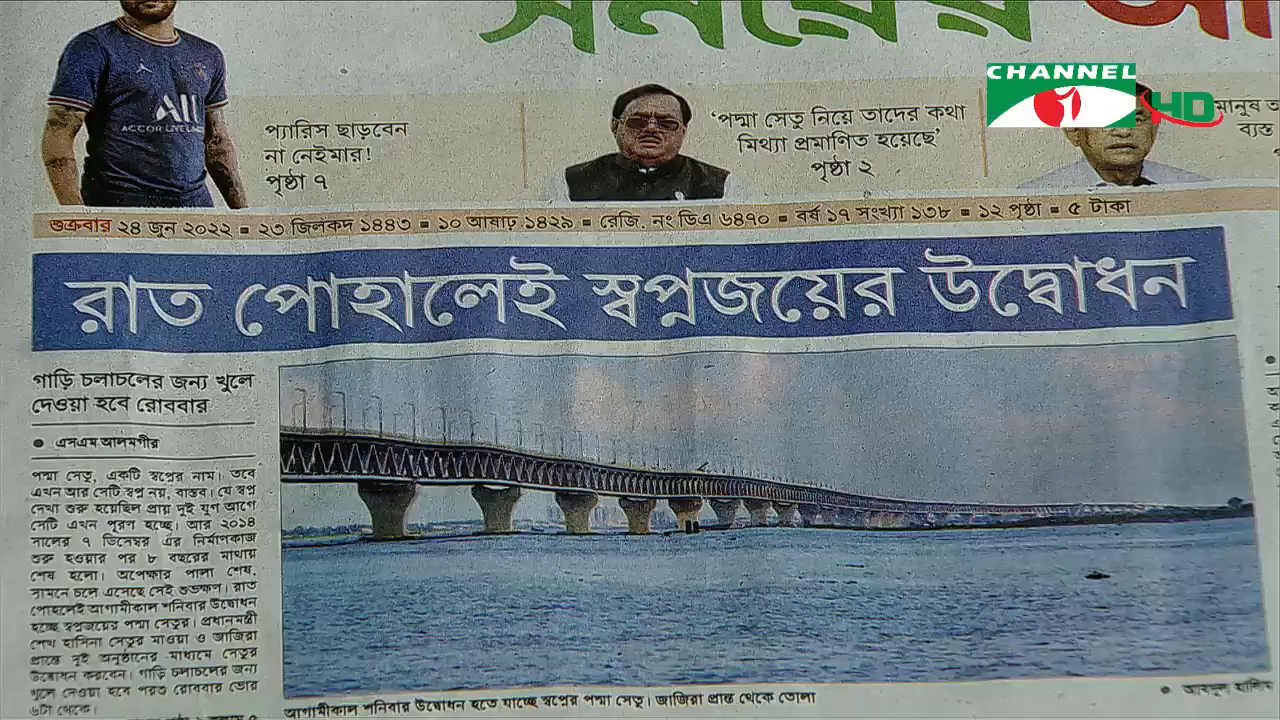 সময়ের আ
CHANNEL
i HD
ALL
ACCOR LIVE LIMITLESS
প্যারিস ছাড়বেন
না নেইমার!
পৃষ্ঠা ৭
‘পদ্মা সেতু নিয়ে তাদের কথা
মিথ্যা প্রমাণিত হয়েছে’
পৃষ্ঠা ২
মানুষ
ব্যস্ত
শুক্রবার ২৪ জুন ২০২২ ■ ২৩ জিলকদ ১৪৪৩ ■ ১০ আষাঢ় ১৪২৯ ■ রেজি. নং ডিএ ৬৪৭০ ■ বর্ষ ১৭ সংখ্যা ১৩৮ ■ ১২ পৃষ্ঠা ■ ৫ টাকা
রাত পোহালেই স্বপ্নজয়ের উদ্বোধন
গাড়ি চলাচলের জন্য খুলে
দেওয়া হবে রোববার
● এসএম আলমগীর
পদ্মা সেতু, একটি স্বপ্নের নাম। তবে
এখন আর সেটি স্বপ্ন নয়, বাস্তব। যে স্বপ্ন
দেখা শুরু হয়েছিল প্রায় দুই যুগ আগে
সেটি এখন পূরণ হচ্ছে। আর ২০১৪
সালের ৭ ডিসেম্বর এর নির্মাণকাজ
শুরু হওয়ার পর ৮ বছরের মাথায়
শেষ হলো। অপেক্ষার পালা শেষ,
সামনে চলে এসেছে সেই শুভক্ষণ। রাত
পোহালেই আগামীকাল শনিবার উদ্বোধন
হচ্ছে স্বপ্নজয়ের পদ্মা সেতুর। প্রধানমন্ত্রী
শেখ হাসিনা সেতুর মাওয়া ও জাজিরা
প্রান্তে দুই অনুষ্ঠানের মাধ্যমে সেতুর
উদ্বোধন করবেন। গাড়ি চলাচলের জন্য
খুলে দেওয়া হবে পরশু রোববার ভোর
৬টা থেকে।
আগামীকাল শনিবার উদ্বোধন হতে যাচ্ছে স্বপ্নের পদ্মা সেতু। জাজিরা প্রান্ত থেকে তোলা
● আবদুল হালিম